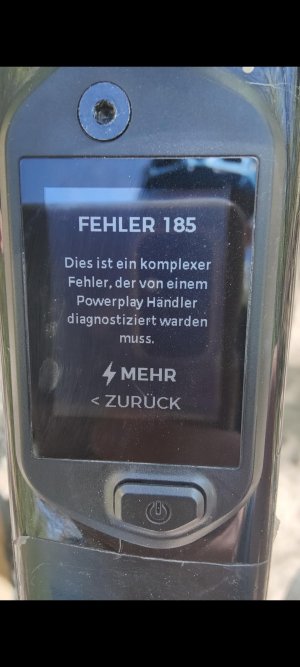 FEHLER 185
Dies ist ein komplexer
Fehler, der von einem
Powerplay Händler
diagnostiziert warden
muss.
MEHR
< ZURÜCK